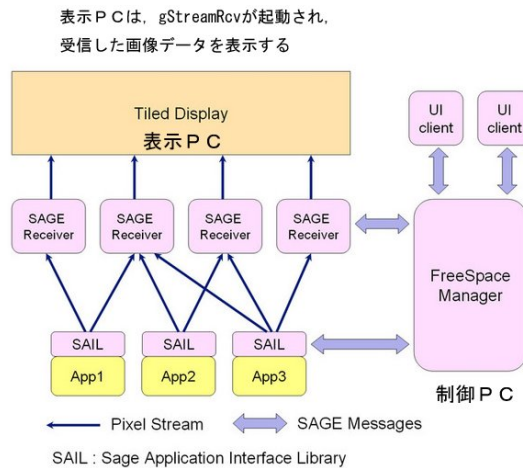 表示ＰＣは，gStreamRcvが起動され，
受信した画像データを表示する
Tiled Display
表示ＰＣ
UI
client
UI
client
SAGE
Receiver
SAGE
Receiver
SAGE
Receiver
SAGE
Receiver
FreeSpace
Manager
SAIL
SAIL
SAIL
App1
App2
App3
制御ＰＣ
Pixel Stream
SAGE Messages
SAIL : Sage Application Interface Library